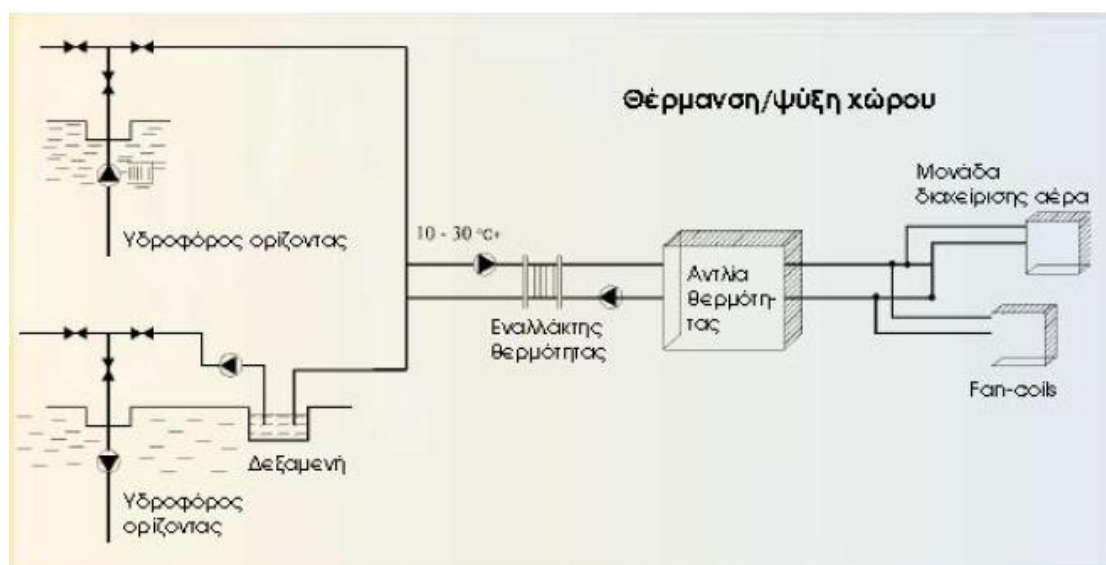 Θέρμανση/ψύξη χώρου
Μονάδα
διαχείρισης αέρα
Υδροφόρος ορίζοντας
10 - 30 °C+
Αντλία
θερμότη-
τας
Εναλλάκτης
θερμότητας
Fan-coils
Δεξαμενή
Υδροφόρος
ορίζοντας